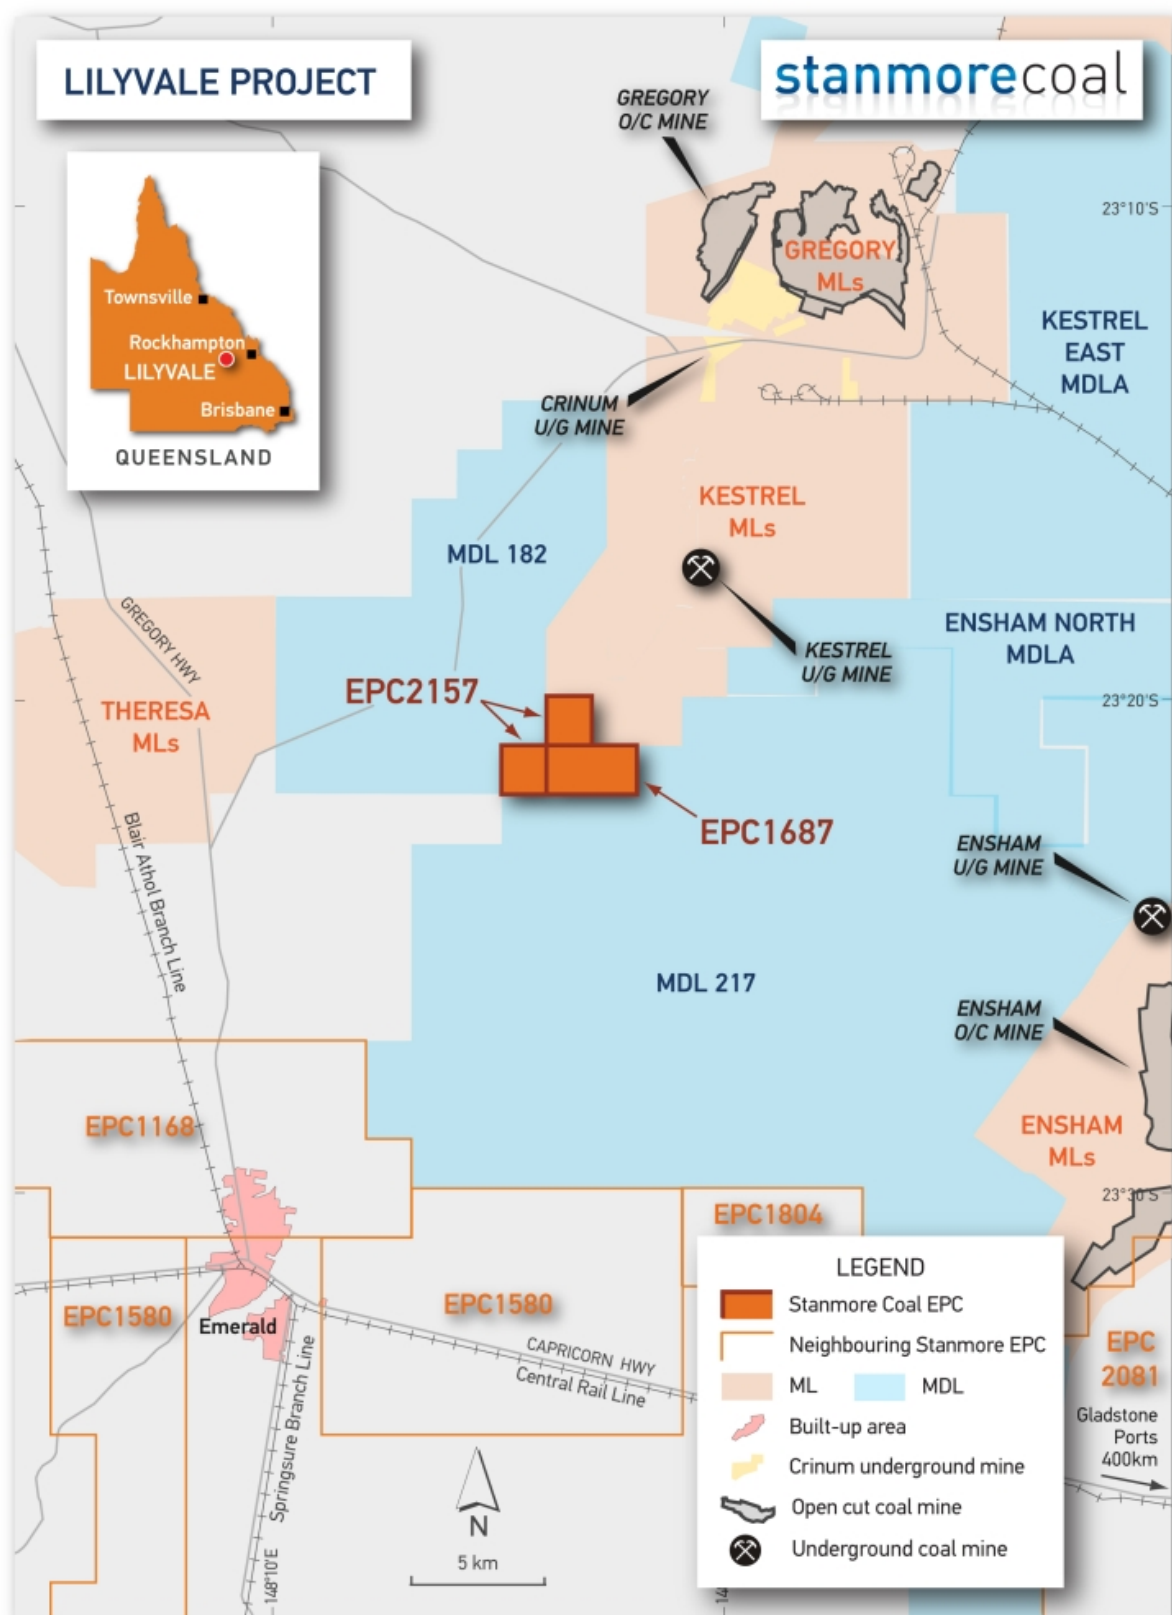 LILYVALE PROJECT
stanmorecoal
GREGORY
O/C MINE
23°10'S
GREGORY
MLs
Townsville
Rockhampton
LILYVALE
Brisbane
QUEENSLAND
KESTREL
EAST
MDLA
CRINUM
U/G MINE
KESTREL
MLs
MDL 182
GREGORY HWY
ENSHAM NORTH
MDLA
KESTREL
U/G MINE
EPC2157
23°20'S
THERESA
MLs
EPC1687
Blair Athol Branch Line
ENSHAM
U/G MINE
MDL 217
ENSHAM
O/C MINE
EPC1168
ENSHAM
MLs
23°30'S
EPC1804
EPC1580
EPC1580
Emerald
CAPRICORN HWY
Central Rail Line
Springsure Branch Line
EPC
2081
Gladstone
Ports
400km
N
5 km
148°10'E
LEGEND
Stanmore Coal EPC
Neighbouring Stanmore EPC
ML
MDL
Built-up area
Crinum underground mine
Open cut coal mine
Underground coal mine